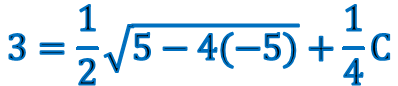 3 = 1/2 √(5 − 4(−5)) + 1/4 C